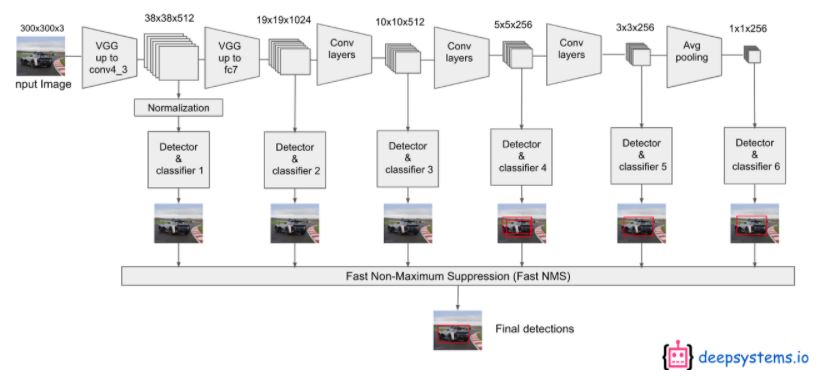 300x300x3
38x38x512
19x19x1024
10x10x512
5x5x256
3x3x256
1x1x256
nput Image
VGG
up to
conv4_3
VGG
up to
fc7
Conv
layers
Conv
layers
Conv
layers
Avg
pooling
Normalization
Detector
&
classifier 1
Detector
&
classifier 2
Detector
&
classifier 3
Detector
&
classifier 4
Detector
&
classifier 5
Detector
&
classifier 6
Fast Non-Maximum Suppression (Fast NMS)
Final detections
deepsystems.io